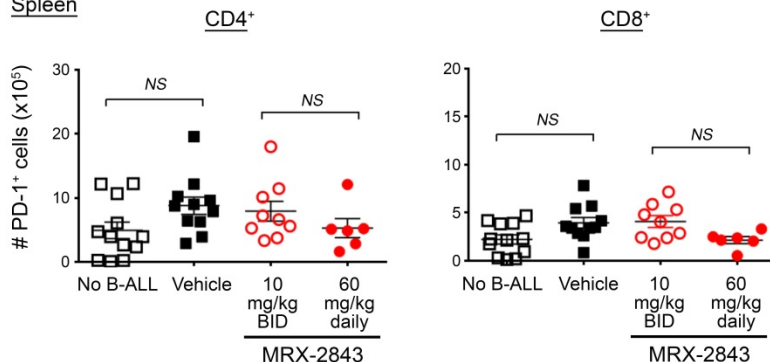 Spleen
CD4⁺
CD8⁺
# PD-1⁺ cells (x10⁵)
30
20
10
0
NS
NS
No B-ALL
Vehicle
10
mg/kg
BID
60
mg/kg
daily
MRX-2843
20
15
10
5
0
NS
NS
No B-ALL
Vehicle
10
mg/kg
BID
60
mg/kg
daily
MRX-2843